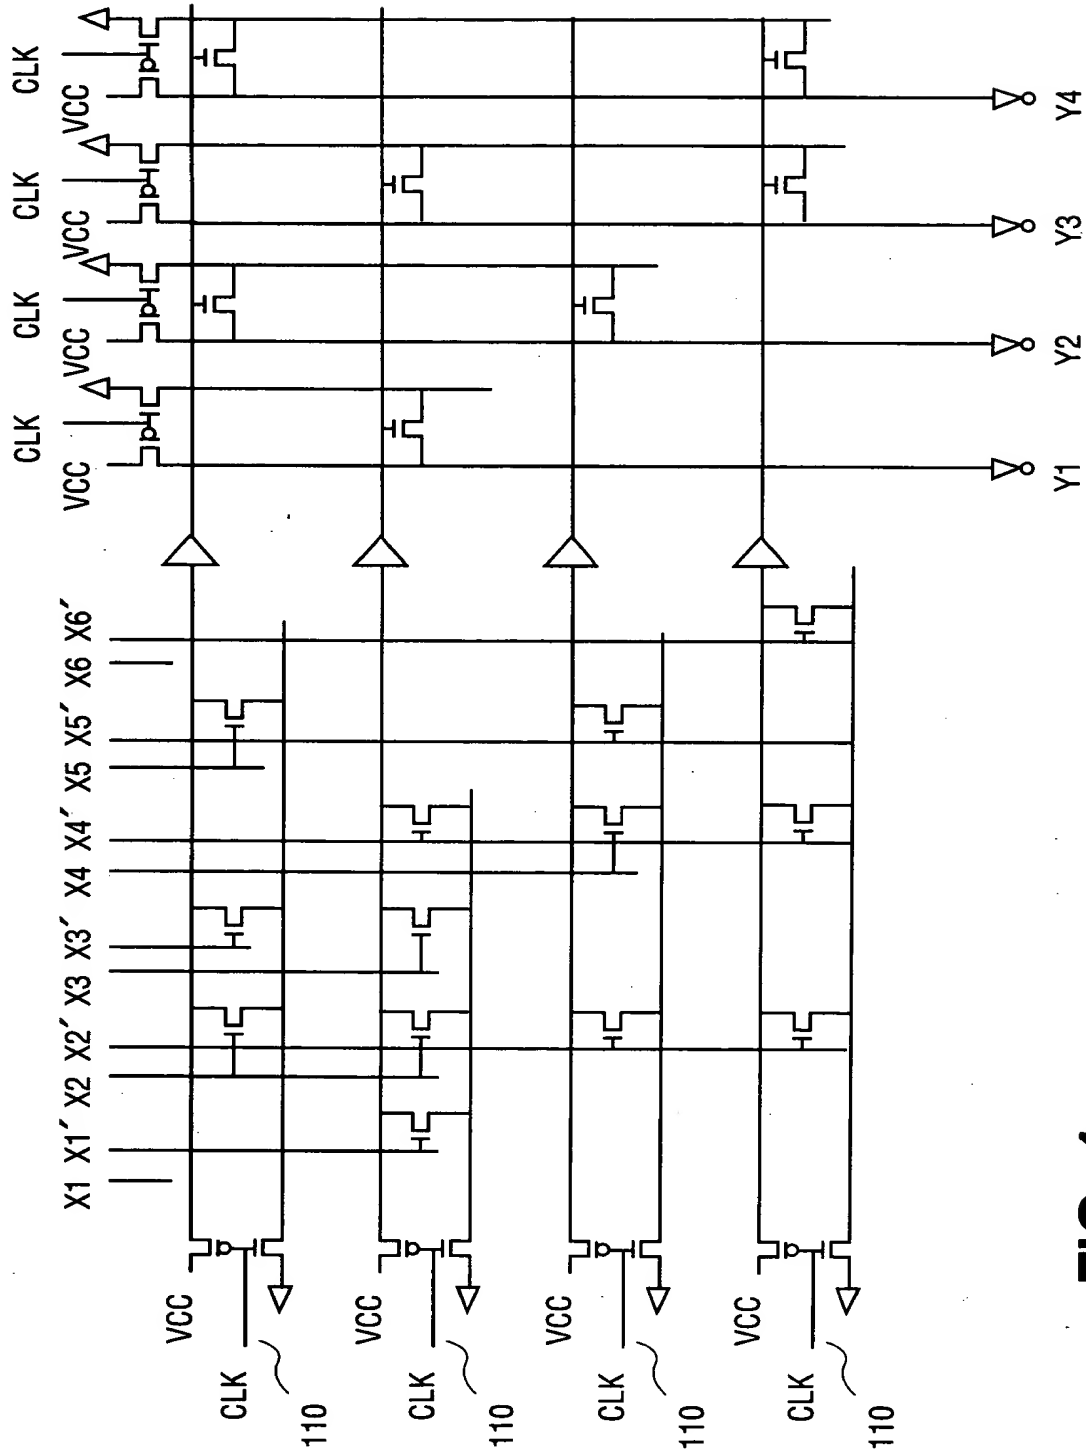 CLK CLK CLK CLK
VCC VCC VCC VCC
X1 X1′ X2 X2′ X3 X3′ X4 X4′ X5 X5′ X6 X6′
VCC
CLK
110
VCC
CLK
110
VCC
CLK
110
VCC
CLK
110
Y1 Y2 Y3 Y4